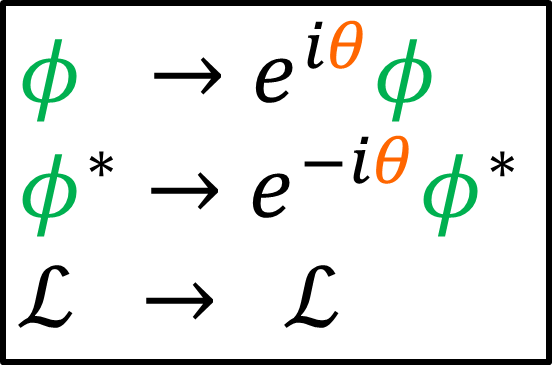 ϕ → e^{iθ} ϕ
ϕ* → e^{−iθ} ϕ*
ℒ → ℒ